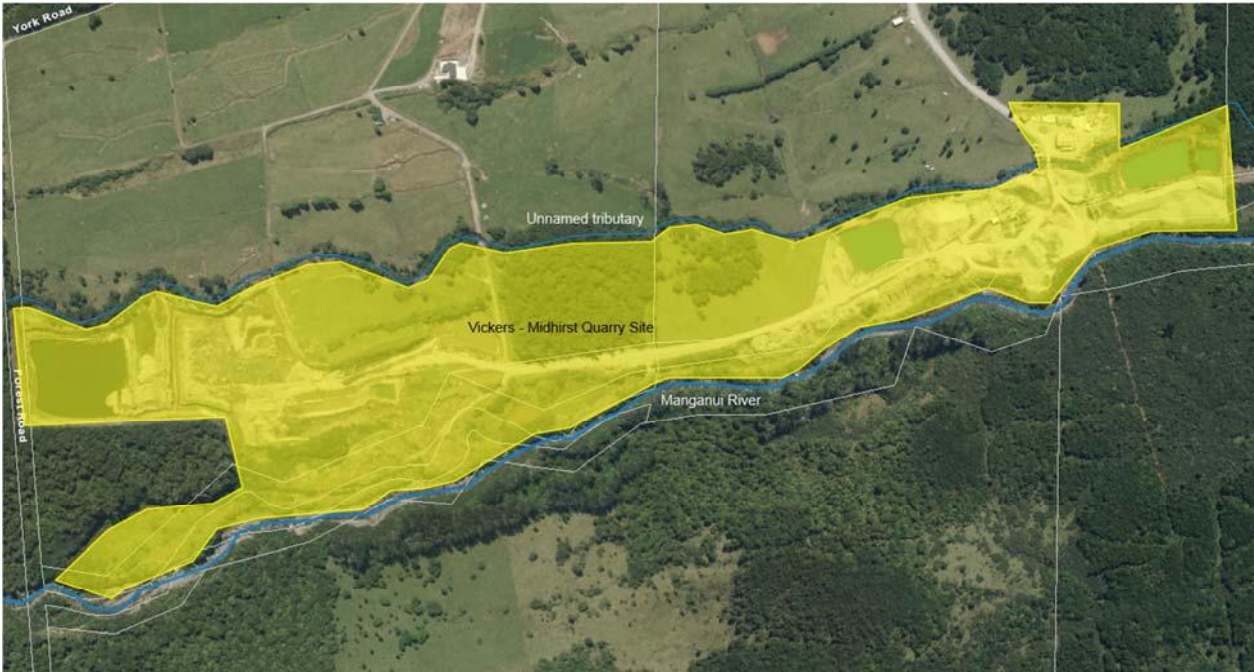 York Road
Unnamed tributary
Vickers - Midhirst Quarry Site
Forest Road
Manganui River